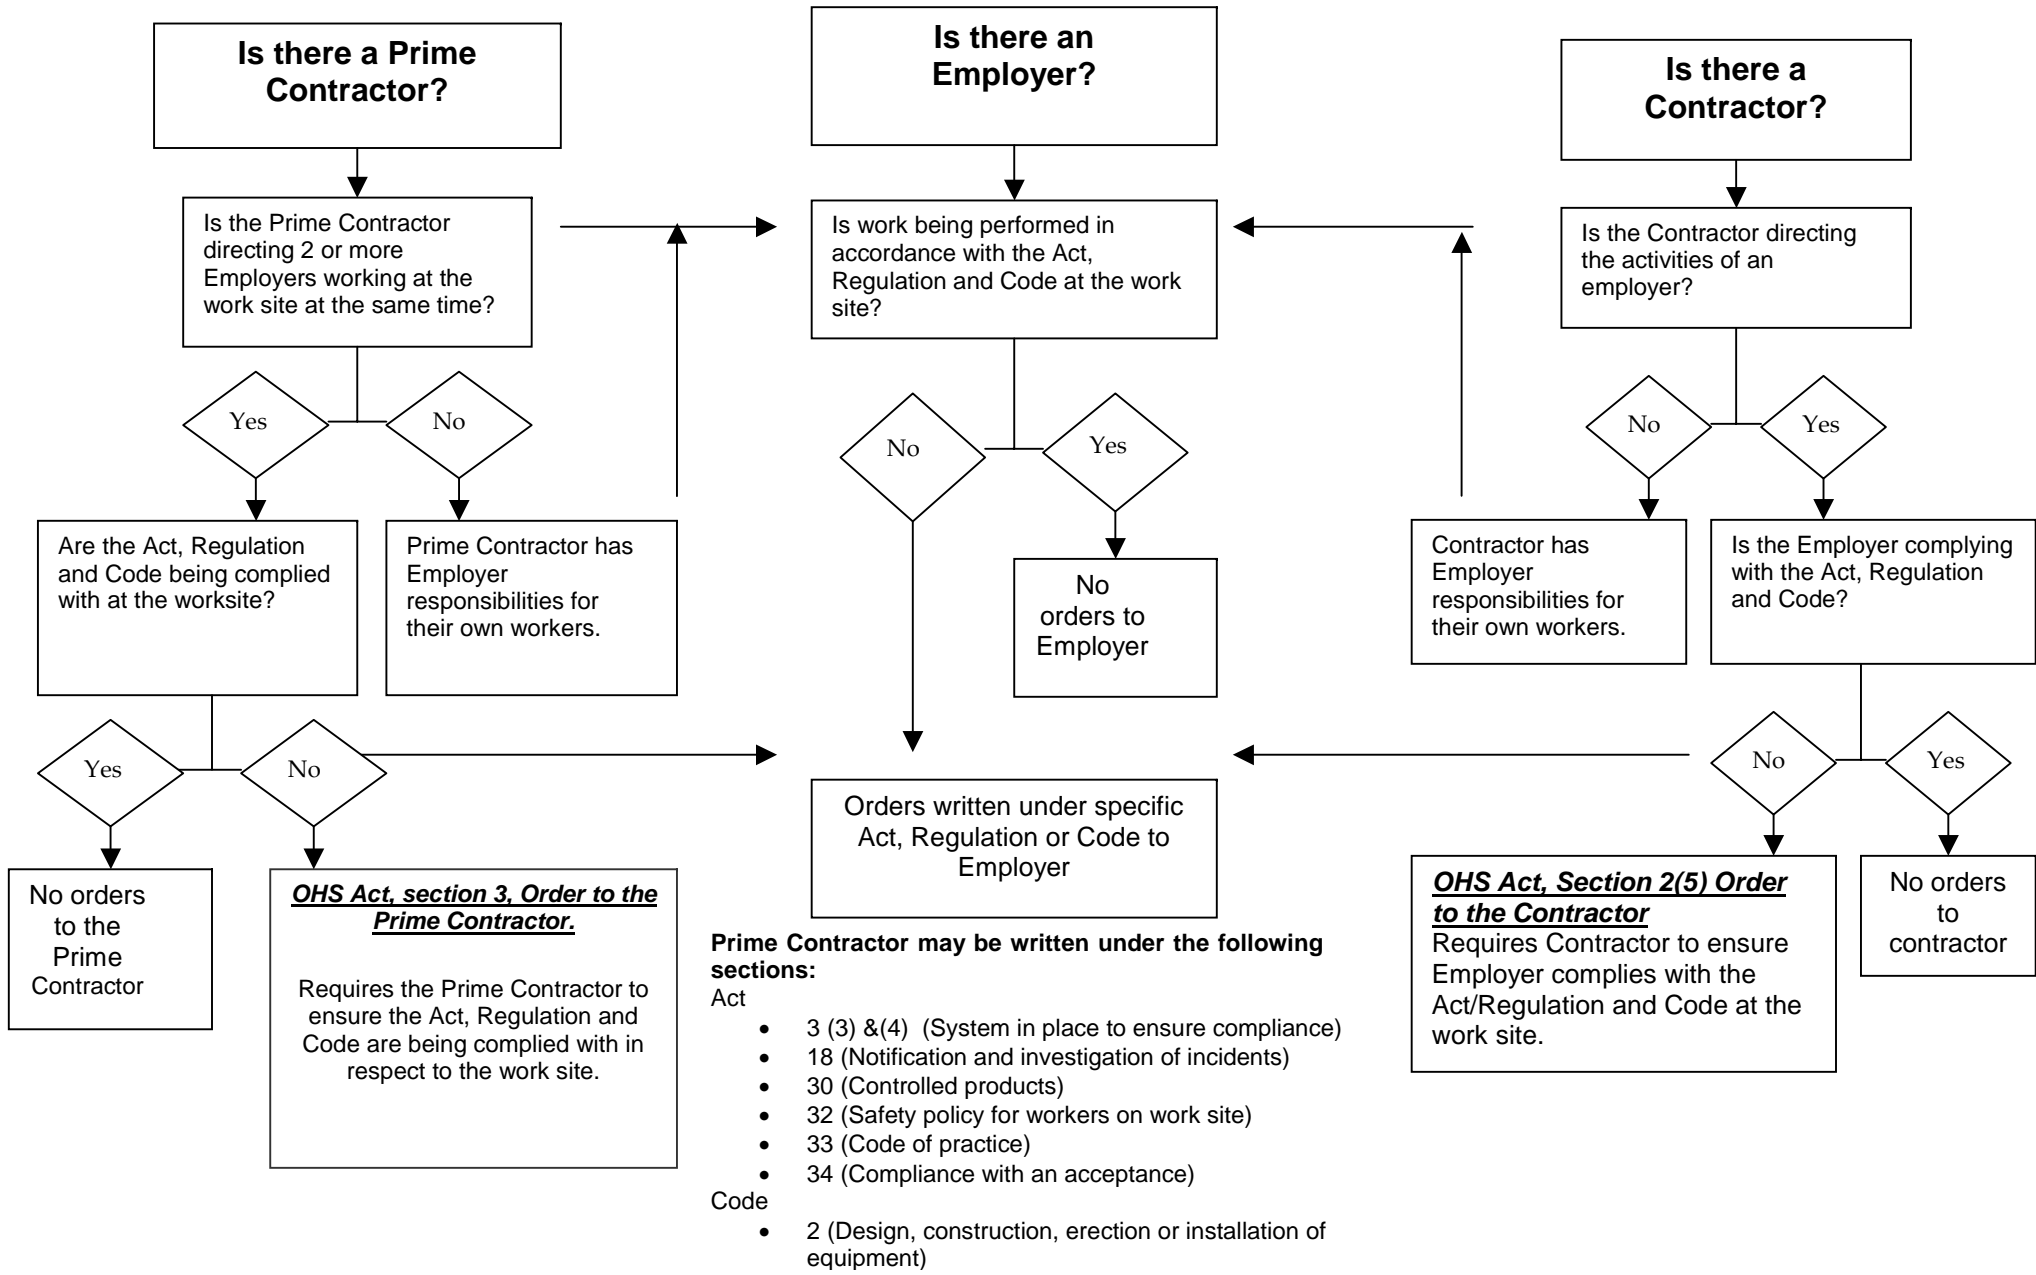 Is there a Prime
Contractor?
Is there an
Employer?
Is there a
Contractor?
Is the Prime Contractor
directing 2 or more
Employers working at the
work site at the same time?
Is work being performed in
accordance with the Act,
Regulation and Code at the work
site?
Is the Contractor directing
the activities of an
employer?
Yes
No
No
Yes
No
Yes
Are the Act, Regulation
and Code being complied
with at the worksite?
Prime Contractor has
Employer
responsibilities for
their own workers.
No
orders to
Employer
Contractor has
Employer
responsibilities for
their own workers.
Is the Employer complying
with the Act, Regulation
and Code?
Yes
No
No
Yes
No orders
to the
Prime
Contractor
OHS Act, section 3, Order to the
Prime Contractor.
Requires the Prime Contractor to
ensure the Act, Regulation and
Code are being complied with in
respect to the work site.
Orders written under specific
Act, Regulation or Code to
Employer
Prime Contractor may be written under the following
sections:
Act
• 3 (3) &(4) (System in place to ensure compliance)
• 18 (Notification and investigation of incidents)
• 30 (Controlled products)
• 32 (Safety policy for workers on work site)
• 33 (Code of practice)
• 34 (Compliance with an acceptance)
Code
• 2 (Design, construction, erection or installation of
equipment)
OHS Act, Section 2(5) Order
to the Contractor
Requires Contractor to ensure
Employer complies with the
Act/Regulation and Code at the
work site.
No orders
to
contractor